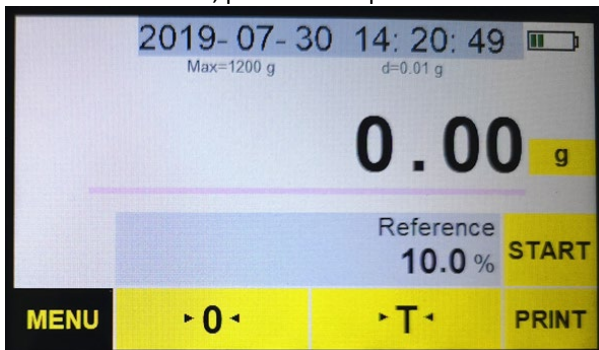 2019-07-30 14:20:49
Max=1200 g d=0.01 g
0.00 g
Reference
10.0 %
START
MENU ►0◄ ►T◄ PRINT